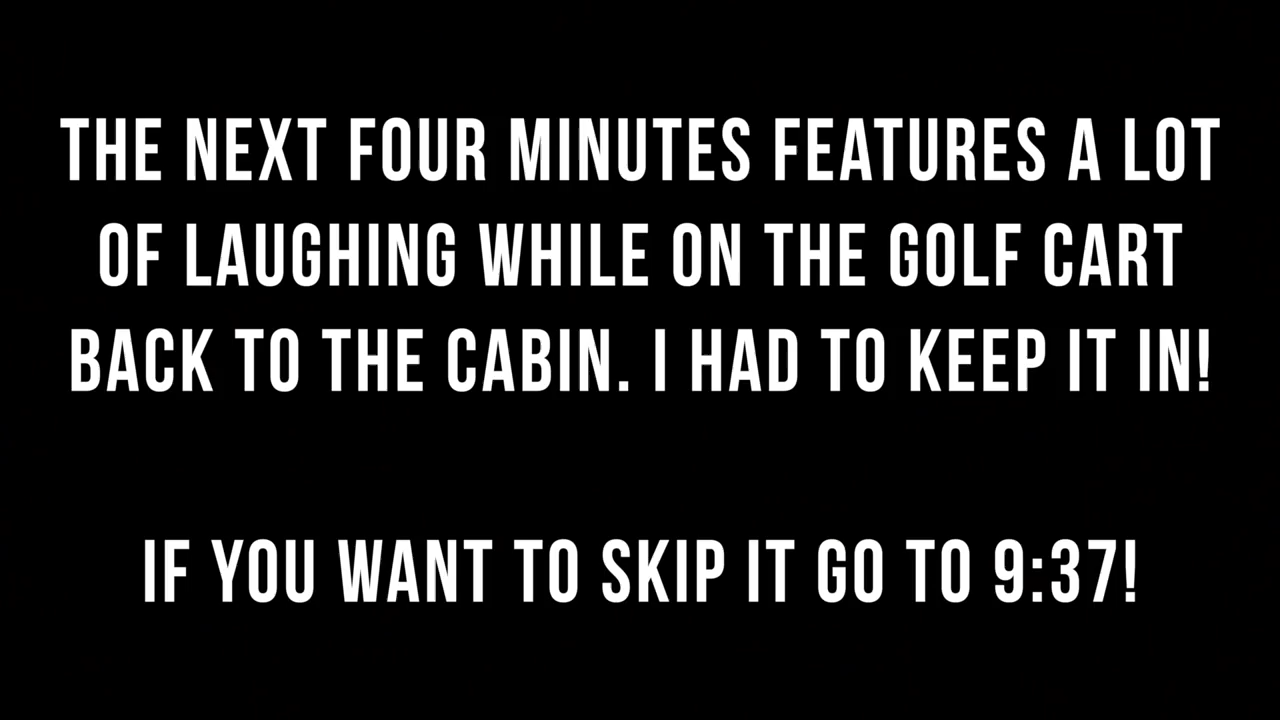 THE NEXT FOUR MINUTES FEATURES A LOT
OF LAUGHING WHILE ON THE GOLF CART
BACK TO THE CABIN. I HAD TO KEEP IT IN!
IF YOU WANT TO SKIP IT GO TO 9:37!